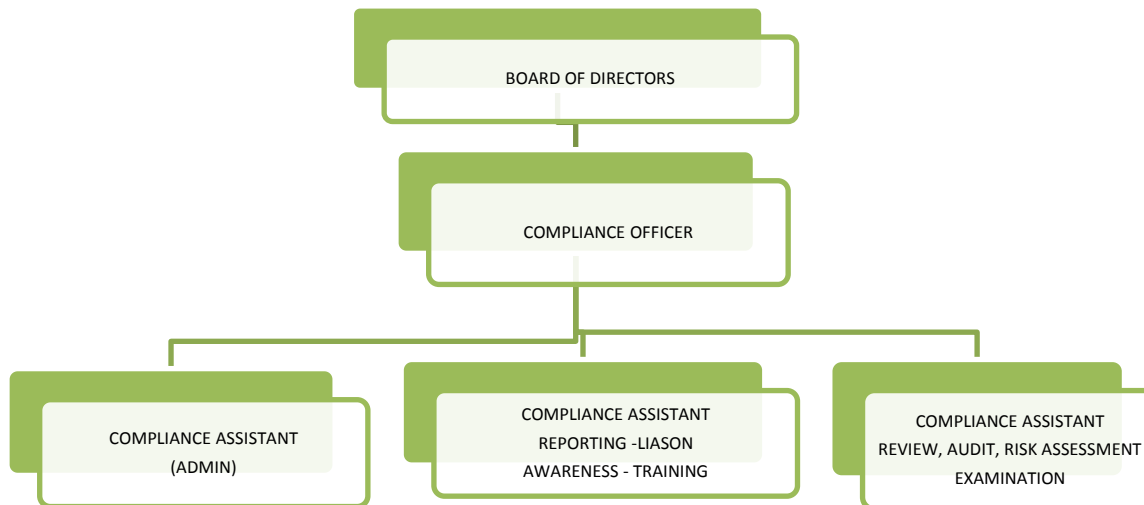 BOARD OF DIRECTORS
COMPLIANCE OFFICER
COMPLIANCE ASSISTANT
(ADMIN)
COMPLIANCE ASSISTANT
REPORTING -LIASON
AWARENESS - TRAINING
COMPLIANCE ASSISTANT
REVIEW, AUDIT, RISK ASSESSMENT
EXAMINATION